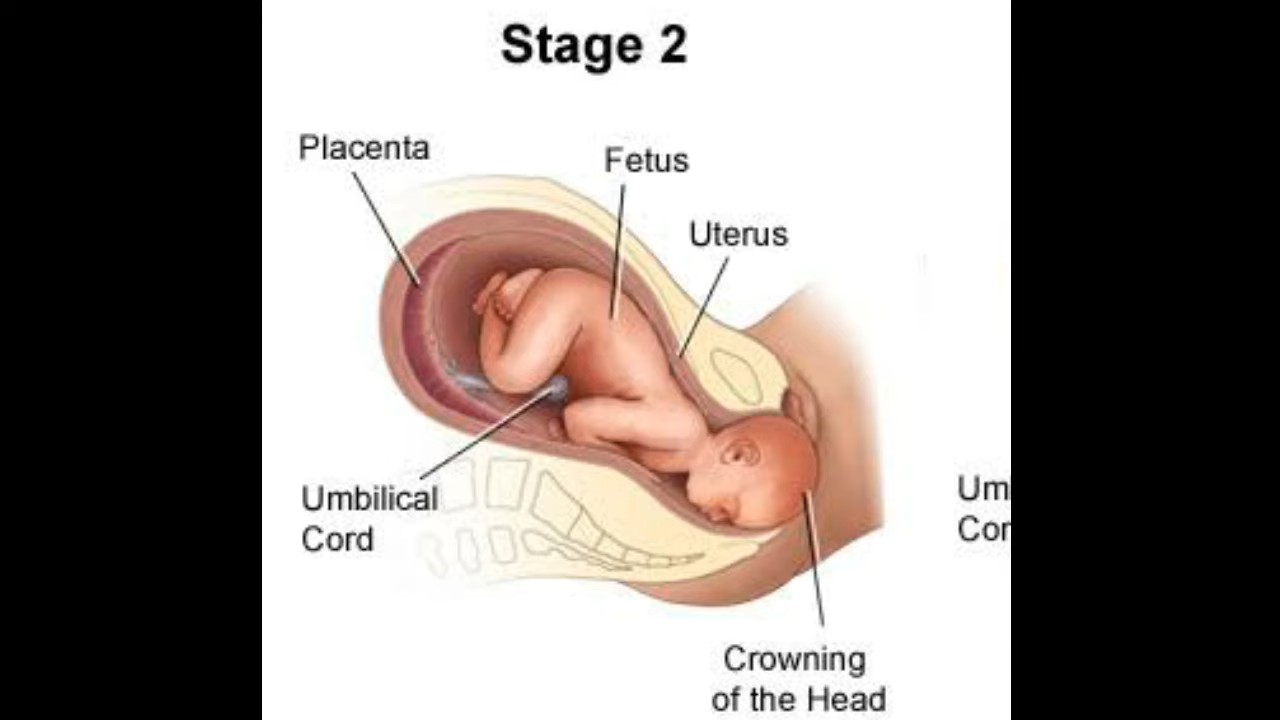 Stage 2
Placenta
Fetus
Uterus
Umbilical
Cord
Crowning
of the Head